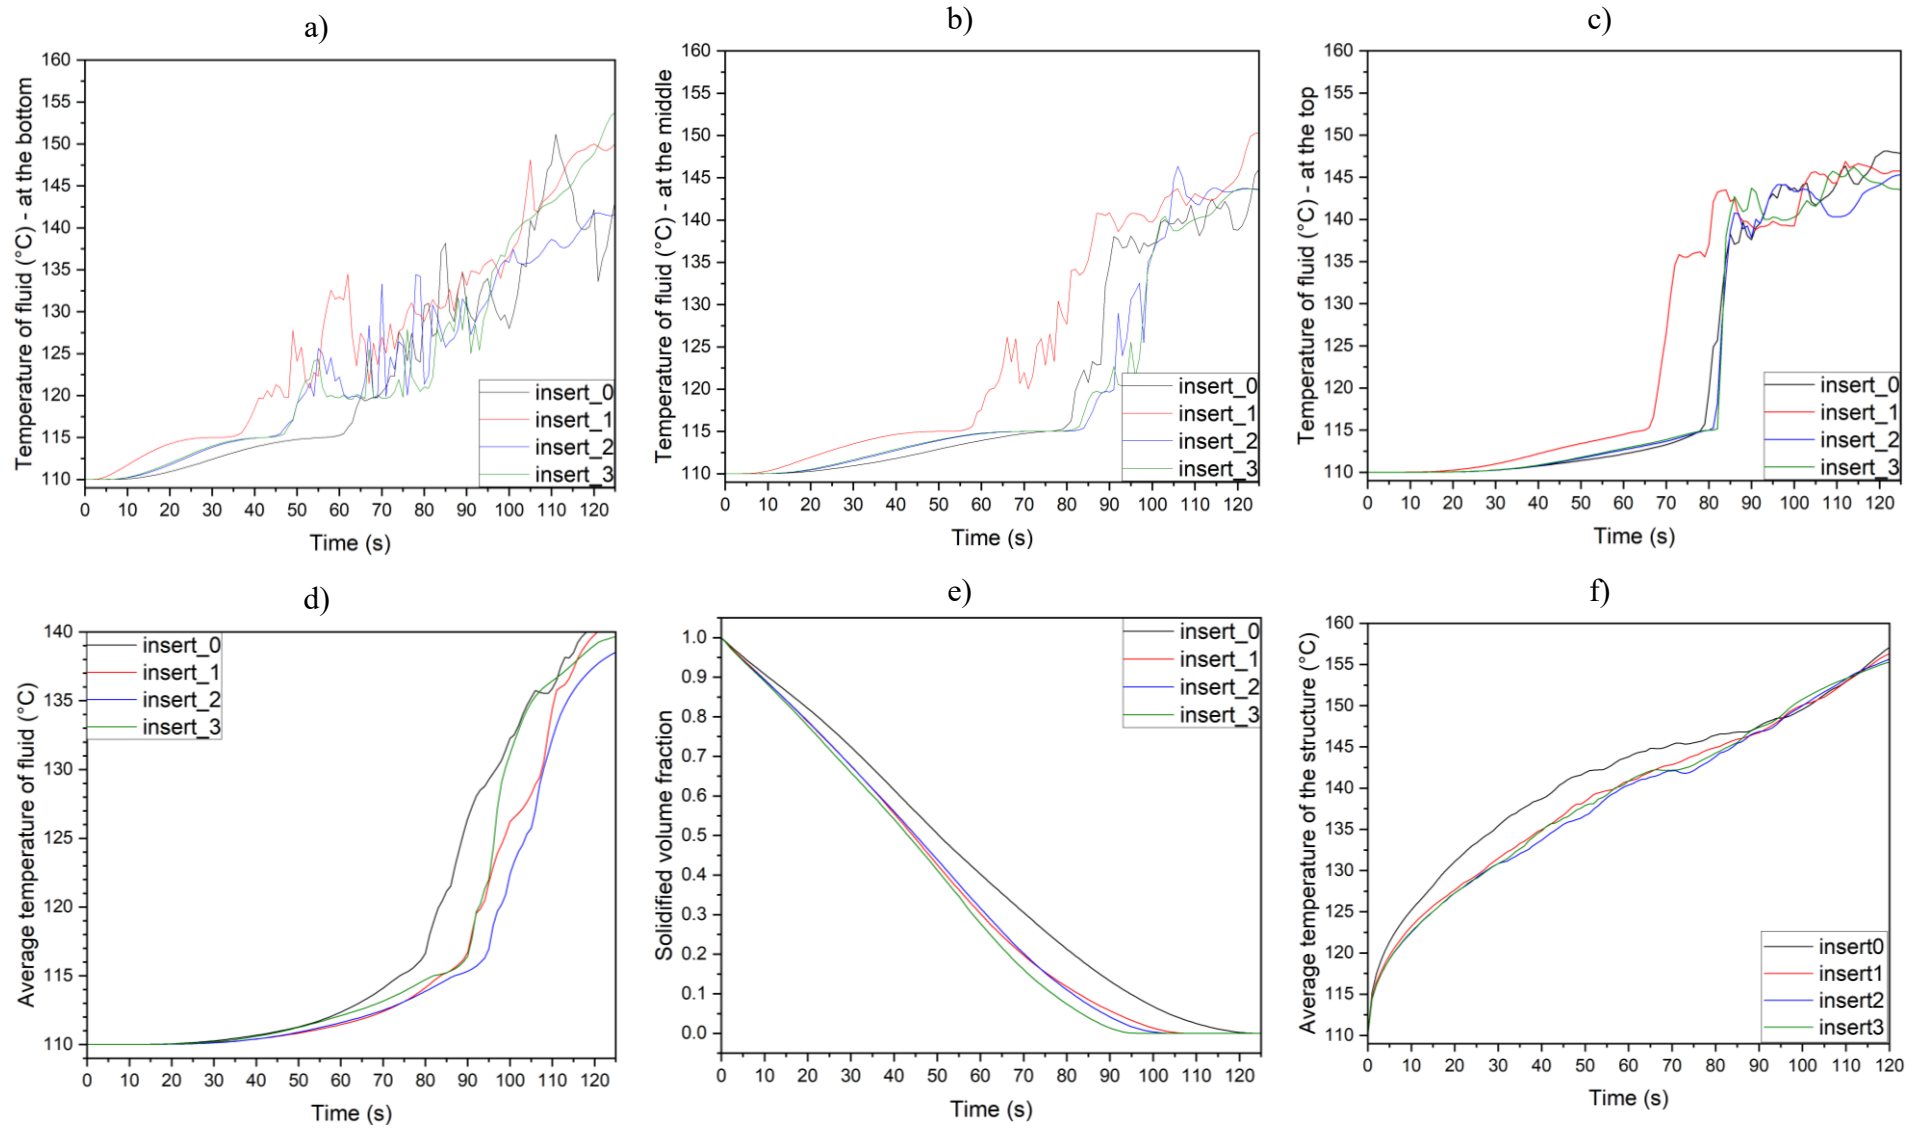 a)
160
155
150
145
140
135
130
125
120
115
110
Temperature of fluid (°C) - at the bottom
insert_0
insert_1
insert_2
insert_3
0 10 20 30 40 50 60 70 80 90 100 110 120
Time (s)
b)
160
155
150
145
140
135
130
125
120
115
110
Temperature of fluid (°C) - at the middle
insert_0
insert_1
insert_2
insert_3
0 10 20 30 40 50 60 70 80 90 100 110 120
Time (s)
c)
160
155
150
145
140
135
130
125
120
115
110
Temperature of fluid (°C) - at the top
insert_0
insert_1
insert_2
insert_3
0 10 20 30 40 50 60 70 80 90 100 110 120
Time (s)
d)
140
135
130
125
120
115
110
Average temperature of fluid (°C)
insert_0
insert_1
insert_2
insert_3
0 10 20 30 40 50 60 70 80 90 100 110 120
Time (s)
e)
1.0
0.9
0.8
0.7
0.6
0.5
0.4
0.3
0.2
0.1
0.0
Solidified volume fraction
insert_0
insert_1
insert_2
insert_3
0 10 20 30 40 50 60 70 80 90 100 110 120
Time (s)
f)
160
155
150
145
140
135
130
125
120
115
110
Average temperature of the structure (°C)
insert0
insert1
insert2
insert3
0 10 20 30 40 50 60 70 80 90 100 110 120
Time (s)